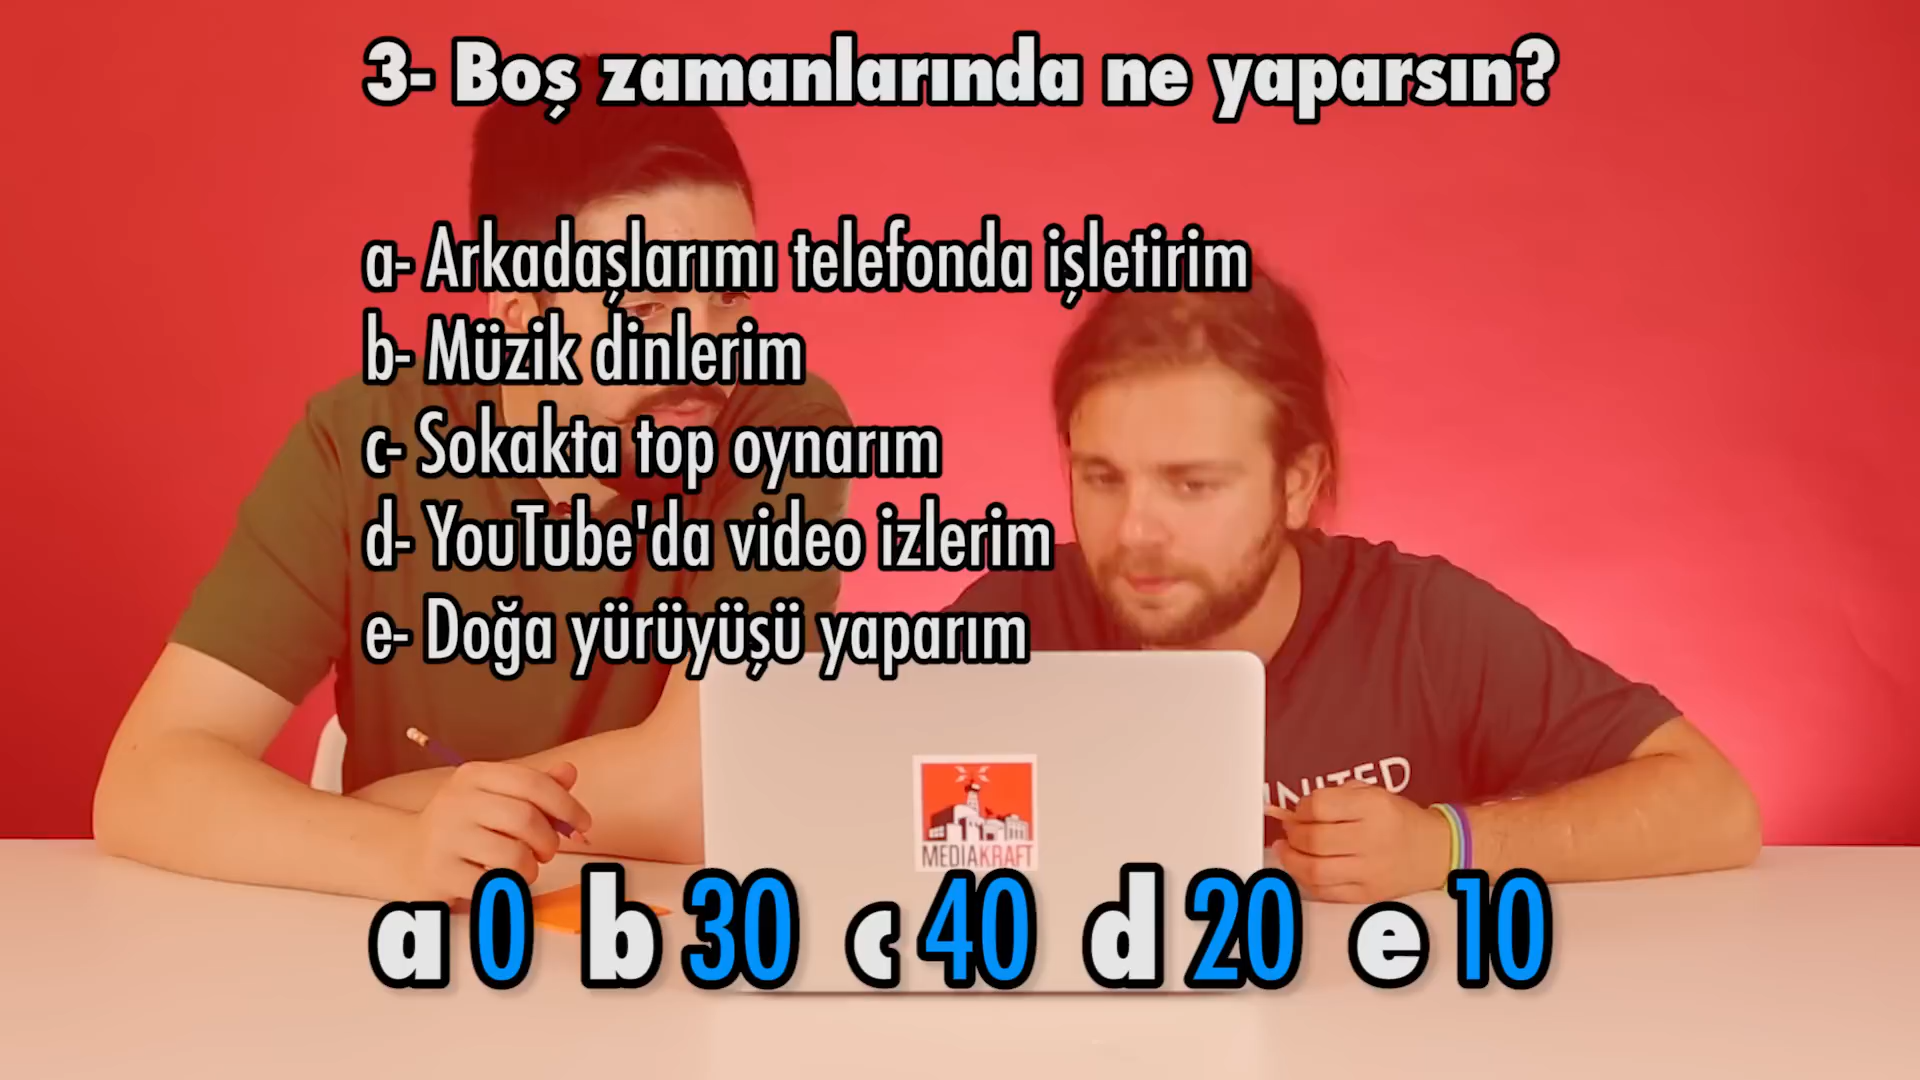 3- Boş zamanlarında ne yaparsın?
a- Arkadaşlarımı telefonda işletirim
b- Müzik dinlerim
c- Sokakta top oynarım
d- YouTube'da video izlerim
e- Doğa yürüyüşü yaparım
UNITED
MEDIAKRAFT
a 0 b 30 c 40 d 20 e 10